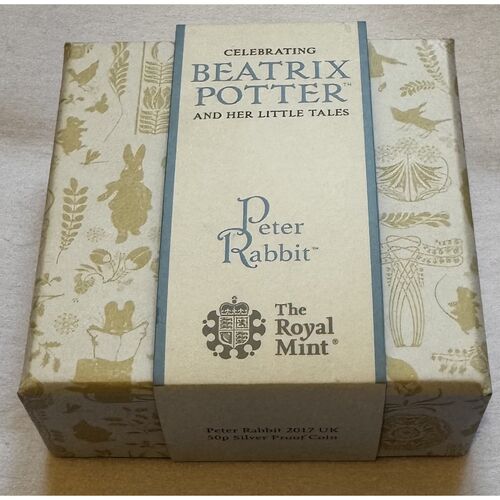 CELEBRATING
BEATRIX
POTTER™
AND HER LITTLE TALES
Peter
Rabbit™
The
Royal
Mint®
Peter Rabbit 2017 UK
50p Silver Proof Coin